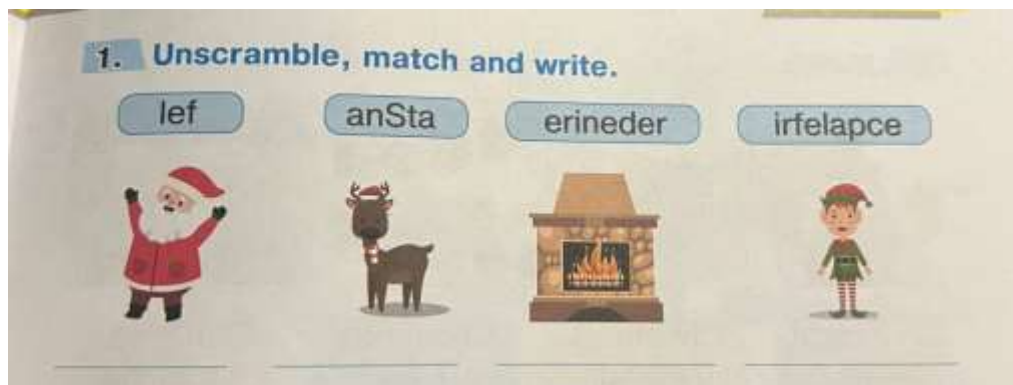 1. Unscramble, match and write.
lef anSta erineder irfelapce